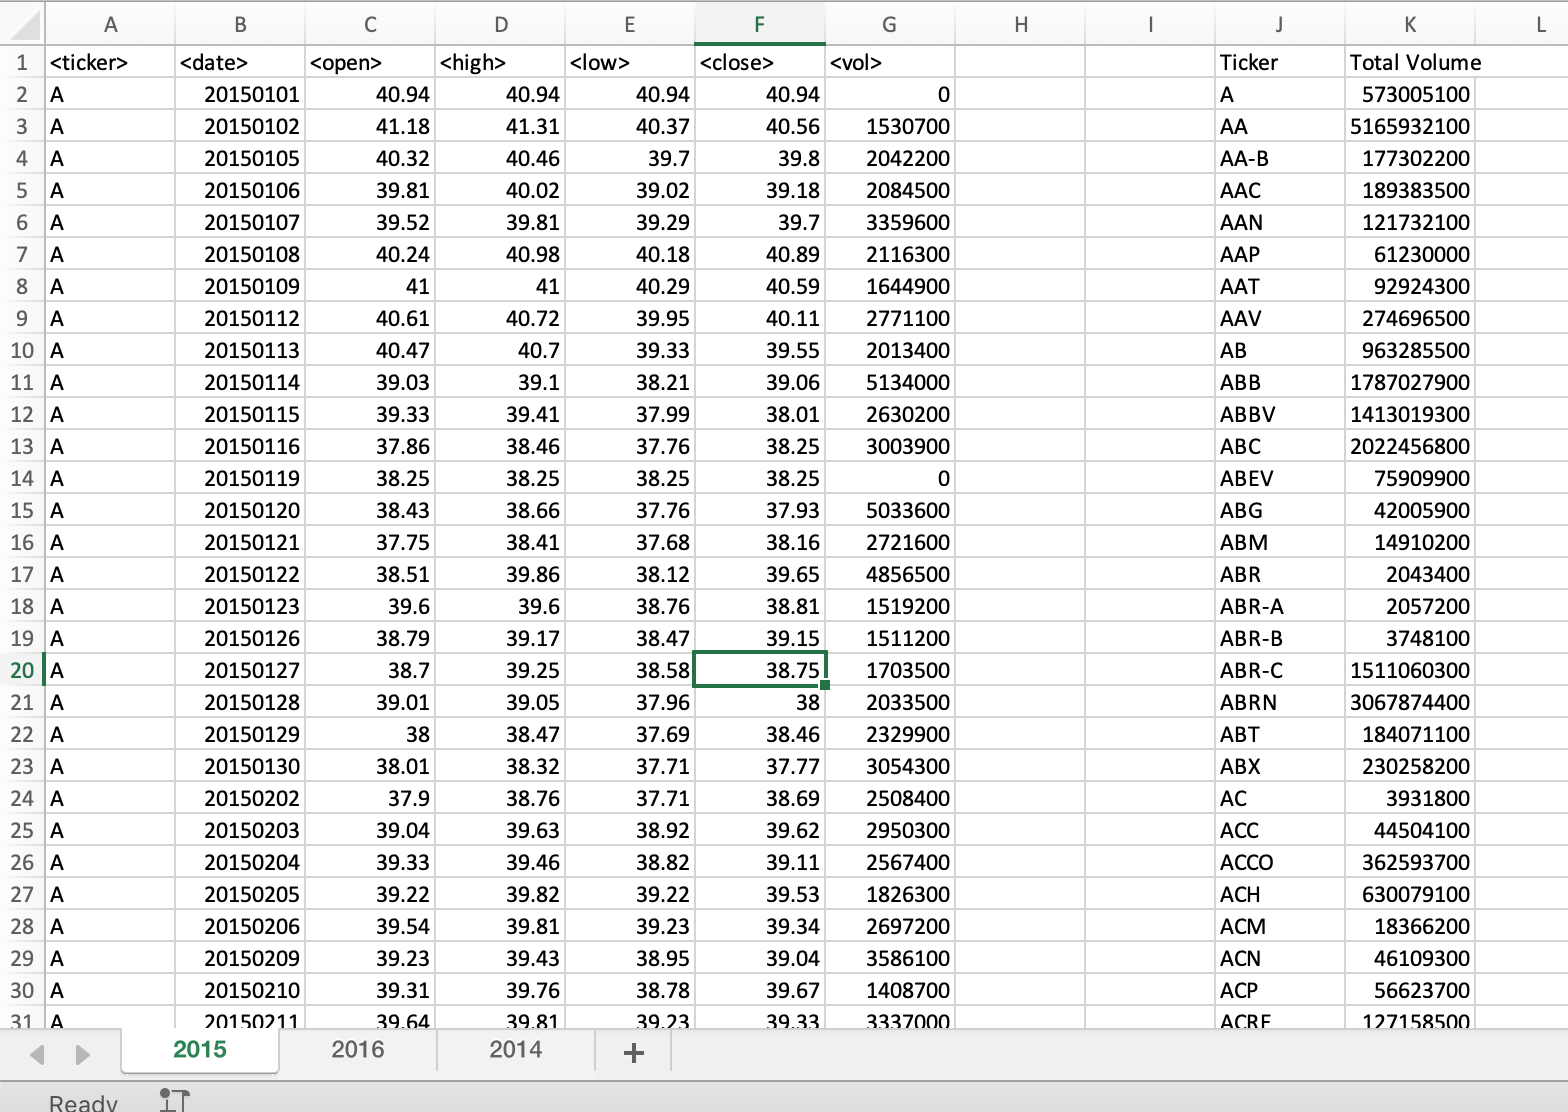 A B C D E F G H I J K L
1 <ticker> <date> <open> <high> <low> <close> <vol> Ticker Total Volume
2 A 20150101 40.94 40.94 40.94 40.94 0 A 573005100
3 A 20150102 41.18 41.31 40.37 40.56 1530700 AA 5165932100
4 A 20150105 40.32 40.46 39.7 39.8 2042200 AA-B 177302200
5 A 20150106 39.81 40.02 39.02 39.18 2084500 AAC 189383500
6 A 20150107 39.52 39.81 39.29 39.7 3359600 AAN 121732100
7 A 20150108 40.24 40.98 40.18 40.89 2116300 AAP 61230000
8 A 20150109 41 41 40.29 40.59 1644900 AAT 92924300
9 A 20150112 40.61 40.72 39.95 40.11 2771100 AAV 274696500
10 A 20150113 40.47 40.7 39.33 39.55 2013400 AB 963285500
11 A 20150114 39.03 39.1 38.21 39.06 5134000 ABB 1787027900
12 A 20150115 39.33 39.41 37.99 38.01 2630200 ABBV 1413019300
13 A 20150116 37.86 38.46 37.76 38.25 3003900 ABC 2022456800
14 A 20150119 38.25 38.25 38.25 38.25 0 ABEV 75909900
15 A 20150120 38.43 38.66 37.76 37.93 5033600 ABG 42005900
16 A 20150121 37.75 38.41 37.68 38.16 2721600 ABM 14910200
17 A 20150122 38.51 39.86 38.12 39.65 4856500 ABR 2043400
18 A 20150123 39.6 39.6 38.76 38.81 1519200 ABR-A 2057200
19 A 20150126 38.79 39.17 38.47 39.15 1511200 ABR-B 3748100
20 A 20150127 38.7 39.25 38.58 38.75 1703500 ABR-C 1511060300
21 A 20150128 39.01 39.05 37.96 38 2033500 ABRN 3067874400
22 A 20150129 38 38.47 37.69 38.46 2329900 ABT 184071100
23 A 20150130 38.01 38.32 37.71 37.77 3054300 ABX 230258200
24 A 20150202 37.9 38.76 37.71 38.69 2508400 AC 3931800
25 A 20150203 39.04 39.63 38.92 39.62 2950300 ACC 44504100
26 A 20150204 39.33 39.46 38.82 39.11 2567400 ACCO 362593700
27 A 20150205 39.22 39.82 39.22 39.53 1826300 ACH 630079100
28 A 20150206 39.54 39.81 39.23 39.34 2697200 ACM 18366200
29 A 20150209 39.23 39.43 38.95 39.04 3586100 ACN 46109300
30 A 20150210 39.31 39.76 38.78 39.67 1408700 ACP 56623700
31 A 20150211 39.64 39.81 39.23 39.33 3337000 ACRE 127158500
2015 2016 2014 +
Ready